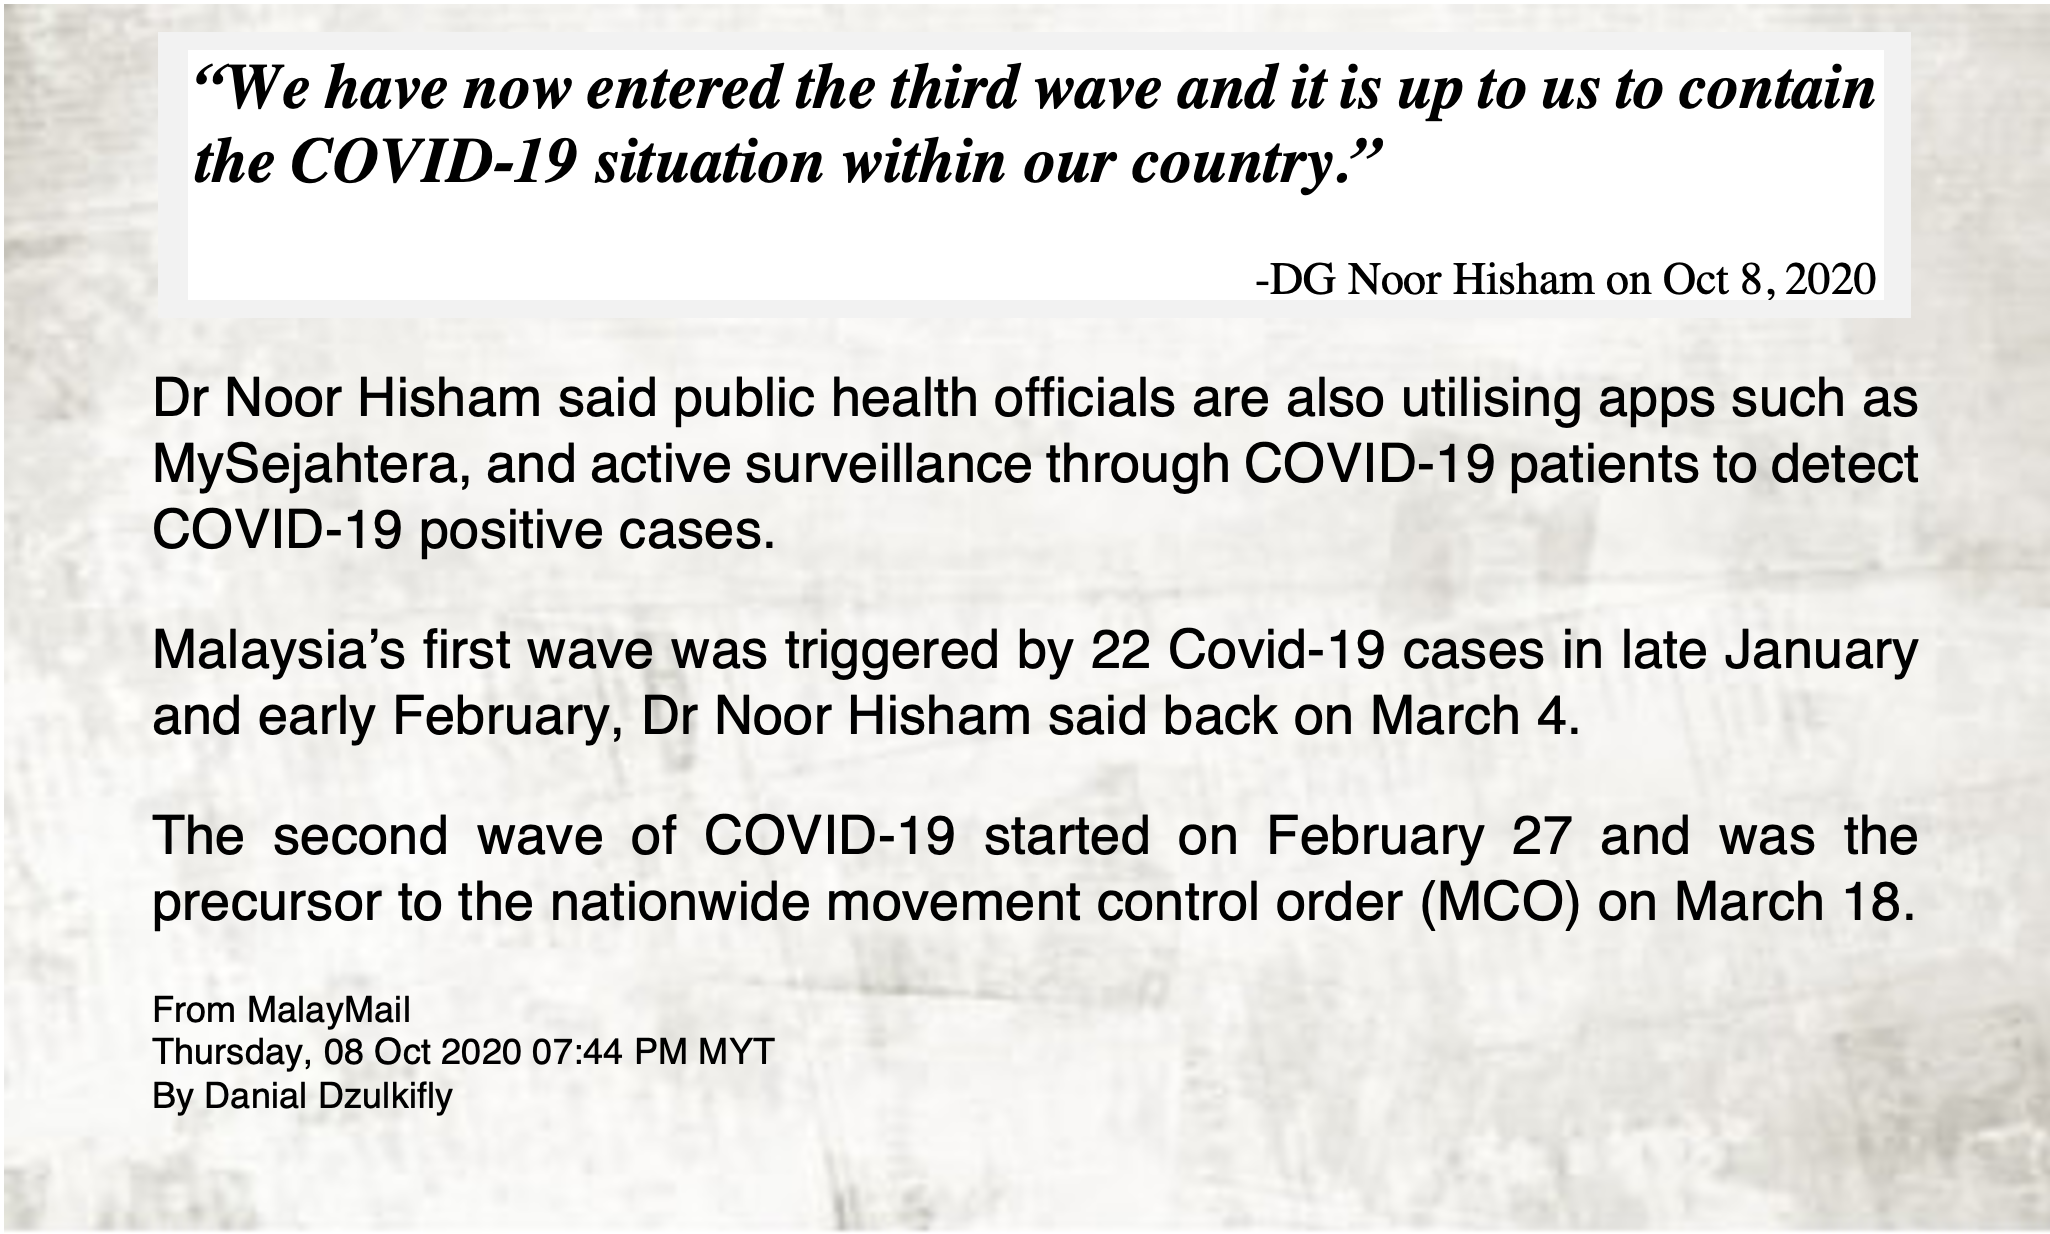 “We have now entered the third wave and it is up to us to contain
the COVID-19 situation within our country.”
-DG Noor Hisham on Oct 8, 2020
Dr Noor Hisham said public health officials are also utilising apps such as
MySejahtera, and active surveillance through COVID-19 patients to detect
COVID-19 positive cases.
Malaysia’s first wave was triggered by 22 Covid-19 cases in late January
and early February, Dr Noor Hisham said back on March 4.
The second wave of COVID-19 started on February 27 and was the
precursor to the nationwide movement control order (MCO) on March 18.
From MalayMail
Thursday, 08 Oct 2020 07:44 PM MYT
By Danial Dzulkifly